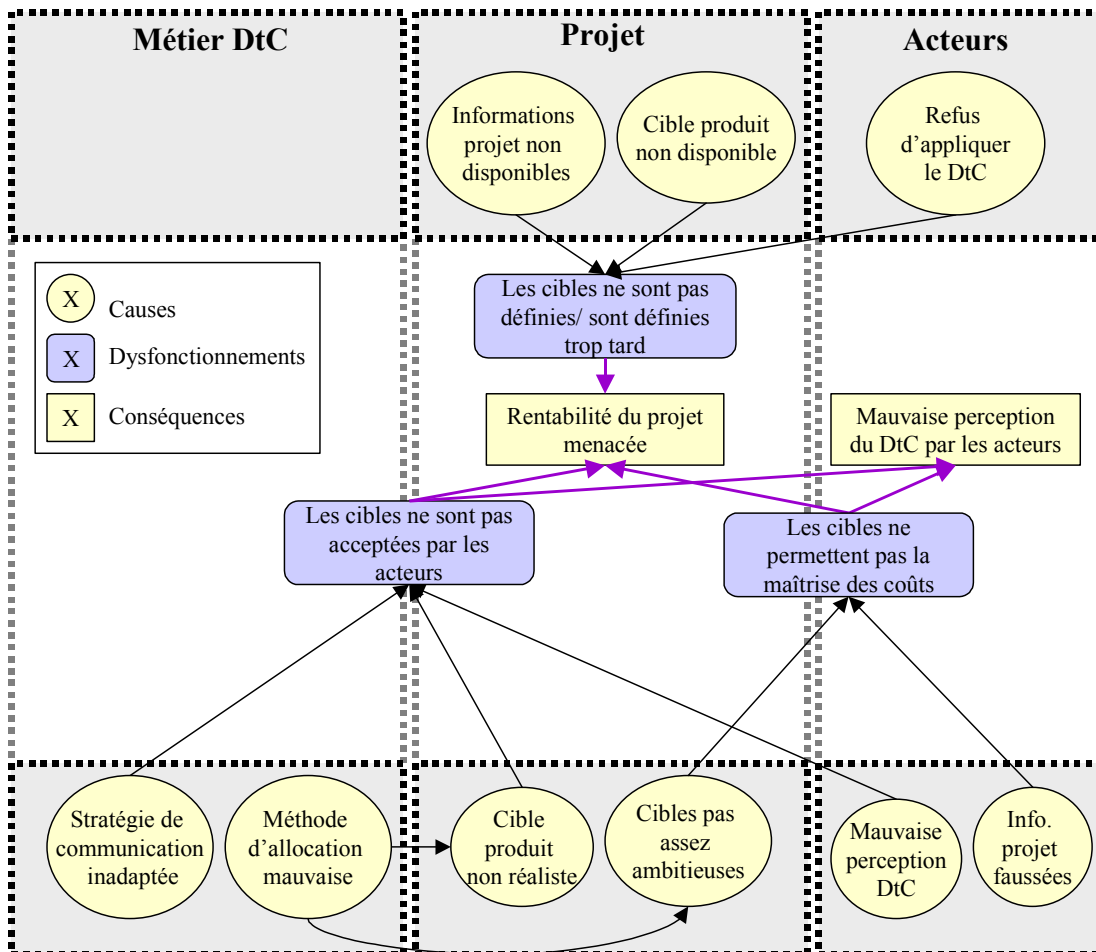 Métier DtC
Projet
Acteurs
Informations
projet non
disponibles
Cible produit
non disponible
Refus
d'appliquer
le DtC
X
Causes
X
Dysfonctionnements
X
Conséquences
Les cibles ne sont pas
définies/ sont définies
trop tard
Rentabilité du projet
menacée
Mauvaise perception
du DtC par les acteurs
Les cibles ne sont pas
acceptées par les
acteurs
Les cibles ne
permettent pas la
maîtrise des coûts
Stratégie de
communication
inadaptée
Méthode
d'allocation
mauvaise
Cible
produit
non réaliste
Cibles pas
assez
ambitieuses
Mauvaise
perception
DtC
Info.
projet
faussées